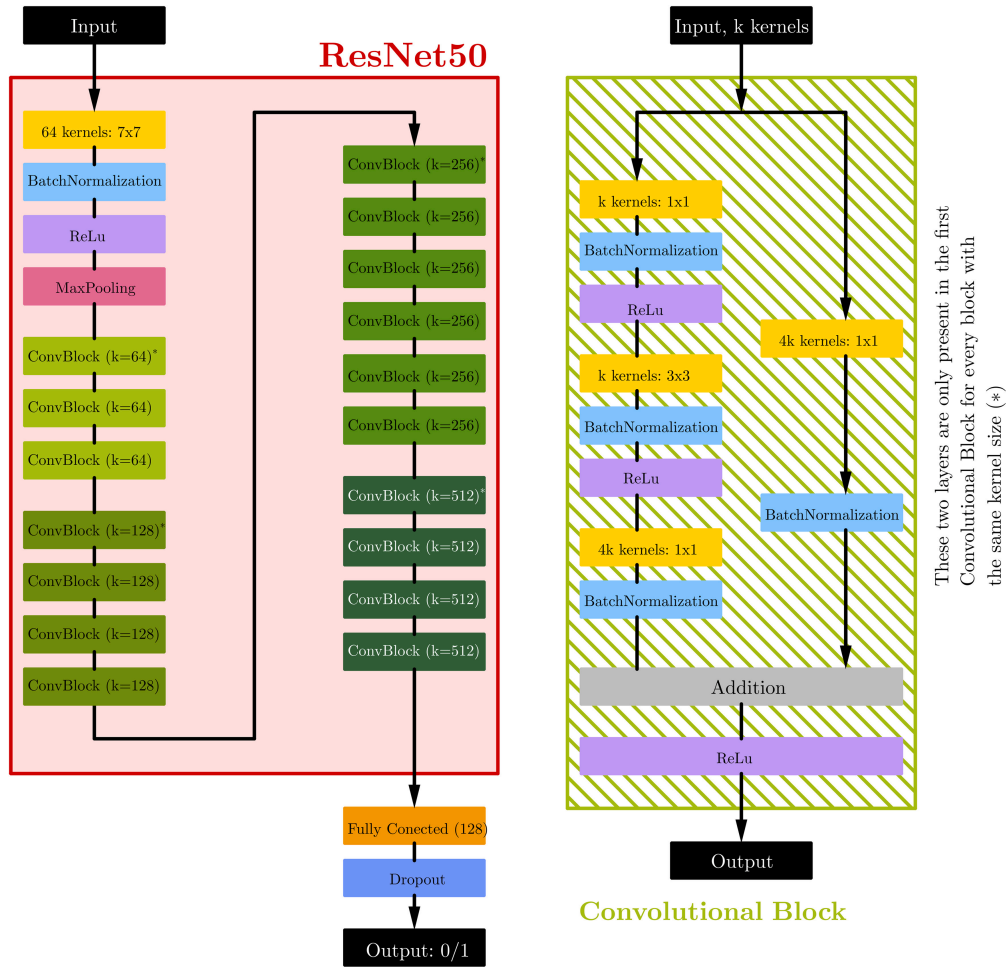 Input
ResNet50
64 kernels: 7x7
BatchNormalization
ReLu
MaxPooling
ConvBlock (k=64)*
ConvBlock (k=64)
ConvBlock (k=64)
ConvBlock (k=128)*
ConvBlock (k=128)
ConvBlock (k=128)
ConvBlock (k=128)
ConvBlock (k=256)*
ConvBlock (k=256)
ConvBlock (k=256)
ConvBlock (k=256)
ConvBlock (k=256)
ConvBlock (k=256)
ConvBlock (k=512)*
ConvBlock (k=512)
ConvBlock (k=512)
ConvBlock (k=512)
Fully Conected (128)
Dropout
Output: 0/1
Input, k kernels
k kernels: 1x1
BatchNormalization
ReLu
k kernels: 3x3
BatchNormalization
ReLu
4k kernels: 1x1
BatchNormalization
4k kernels: 1x1
BatchNormalization
Addition
ReLu
Output
Convolutional Block
These two layers are only present in the first
Convolutional Block for every block with
the same kernel size (*)